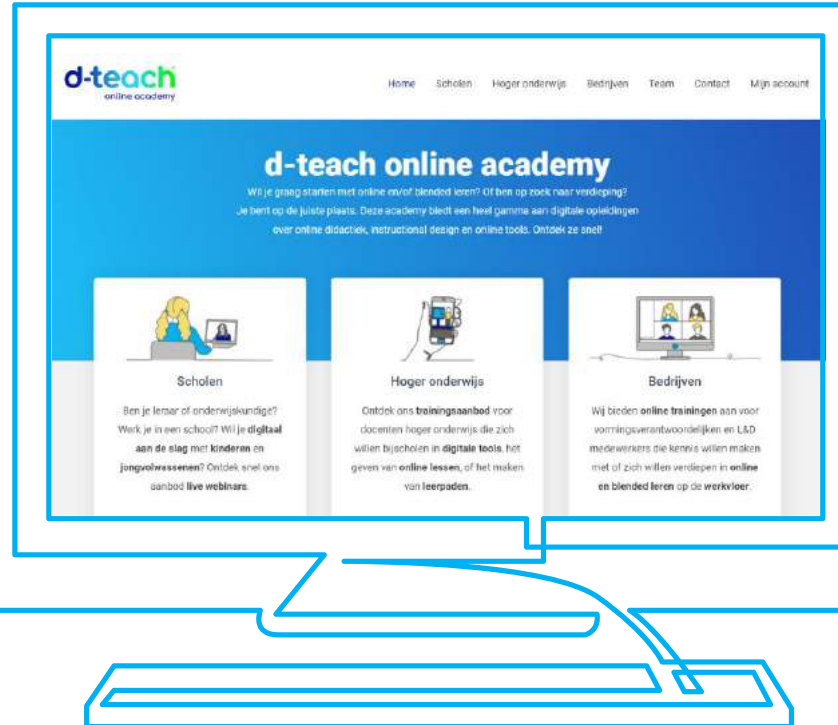 d-teach
online academy
Home Scholen Hoger onderwijs Bedrijven Team Contact Mijn account
d-teach online academy
Wil je graag starten met online en/of blended leren? Of ben op zoek naar verdieping?
Je bent op de juiste plaats. Deze academy biedt een heel gamma aan digitale opleidingen
over online didactiek, instructional design en online tools. Ontdek ze snel!
Scholen
Ben je leraar of onderwijskundige?
Werk je in een school? Wil je digitaal
aan de slag met kinderen en
jongvolwassenen? Ontdek snel ons
aanbod live webinars.
Hoger onderwijs
Ontdek ons trainingsaanbod voor
docenten hoger onderwijs die zich
willen bijscholen in digitale tools, het
geven van online lessen, of het maken
van leerpaden.
Bedrijven
Wij bieden online trainingen aan voor
vormingsverantwoordelijken en L&D
medewerkers die kennis willen maken
met of zich willen verdiepen in online
en blended leren op de werkvloer.